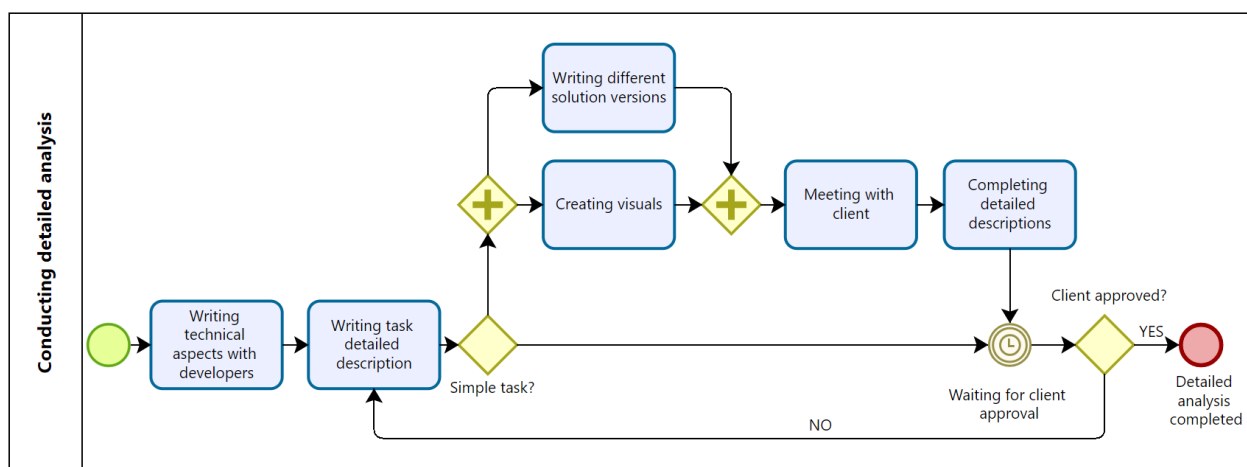 Conducting detailed analysis
Writing different
solution versions
Creating visuals
Meeting with
client
Completing
detailed
descriptions
Writing
technical
aspects with
developers
Writing task
detailed
description
Simple task?
Waiting for client
approval
Client approved?
YES
Detailed
analysis
completed
NO